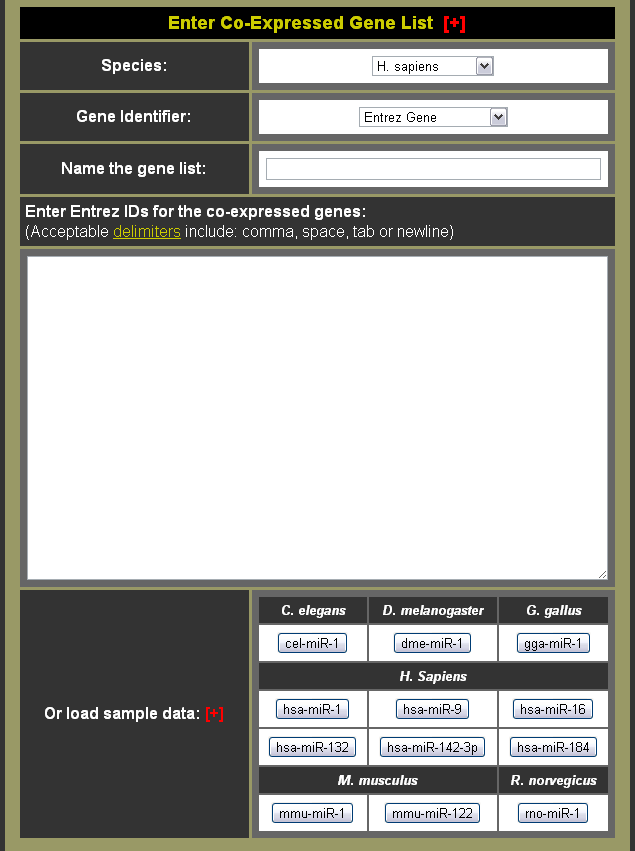 Enter Co-Expressed Gene List [+]
Species:
H. sapiens
Gene Identifier:
Entrez Gene
Name the gene list:
Enter Entrez IDs for the co-expressed genes:
(Acceptable delimiters include: comma, space, tab or newline)
Or load sample data: [+]
C. elegans D. melanogaster G. gallus
cel-miR-1 dme-miR-1 gga-miR-1
H. Sapiens
hsa-miR-1 hsa-miR-9 hsa-miR-16
hsa-miR-132 hsa-miR-142-3p hsa-miR-184
M. musculus R. norvegicus
mmu-miR-1 mmu-miR-122 rno-miR-1